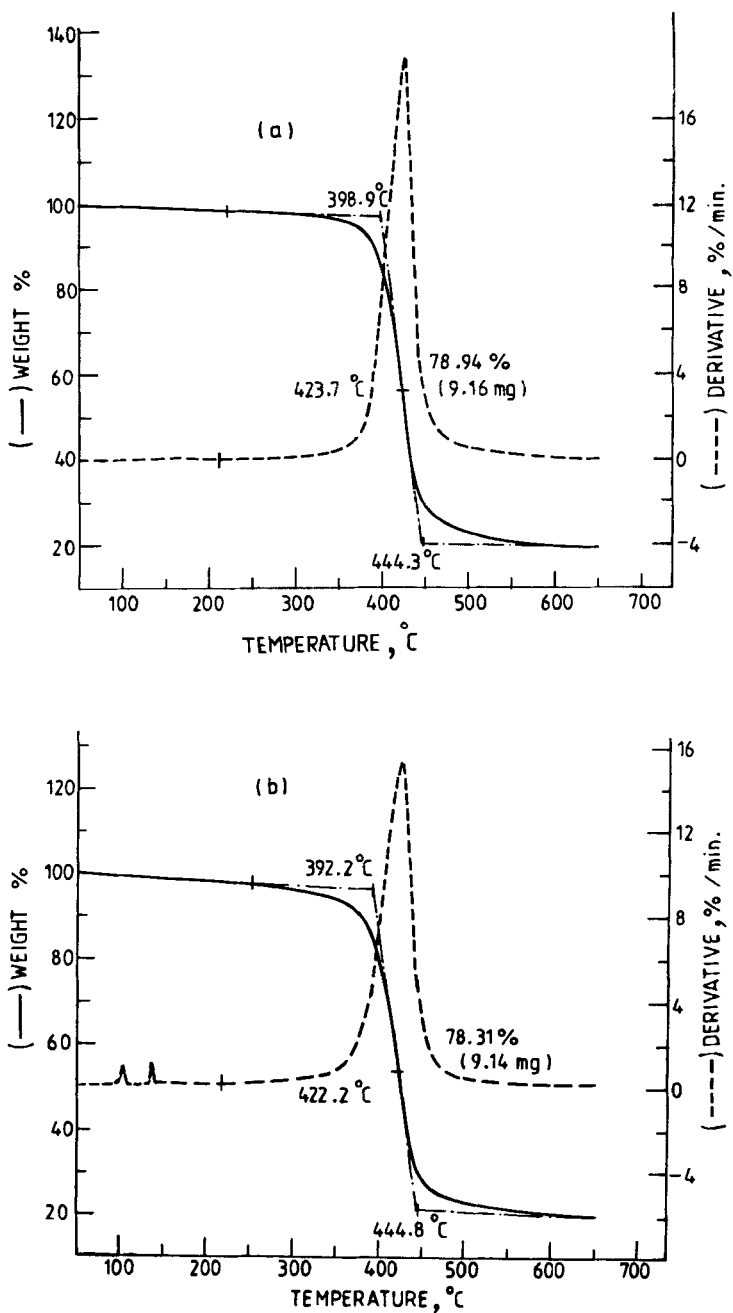 (a)
140
120
100
80
60
40
20
(——) WEIGHT %
398.9°C
423.7 °C
78.94 %
(9.16 mg)
444.3°C
16
12
8
4
0
-4
(----) DERIVATIVE , %/min.
100 200 300 400 500 600 700
TEMPERATURE , °C
(b)
120
100
80
60
40
20
(——) WEIGHT %
392.2°C
422.2 °C
78.31%
(9.14 mg)
444.8 °C
16
12
8
4
0
-4
(----) DERIVATIVE , %/min.
100 200 300 400 500 600 700
TEMPERATURE, °C